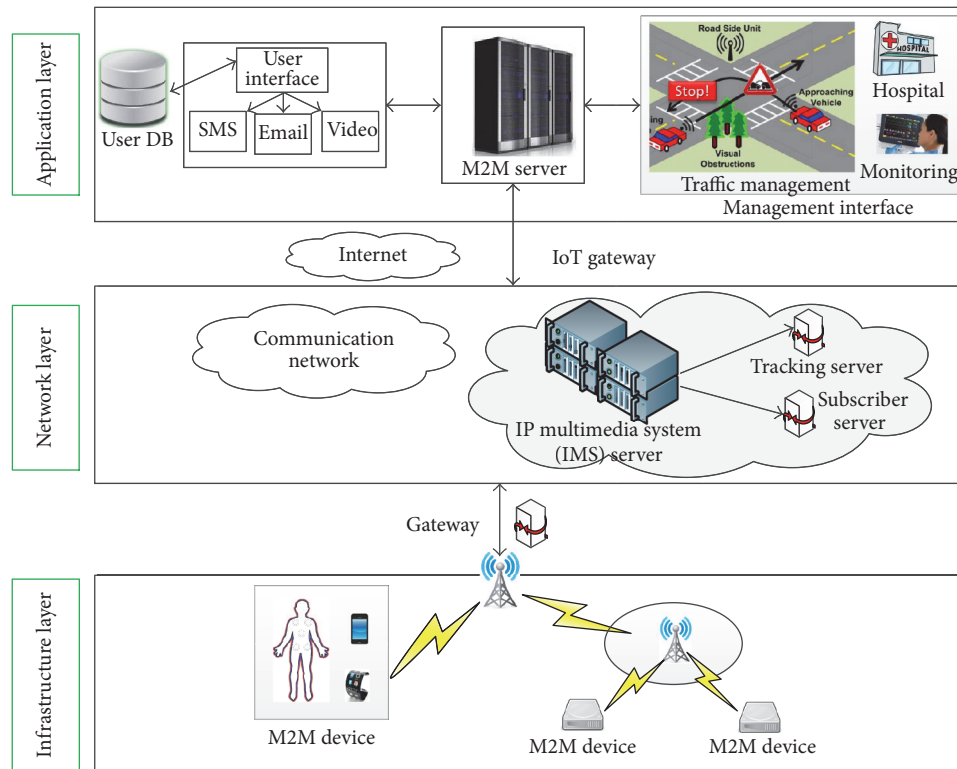 Application layer
User DB
User
interface
SMS
Email
Video
M2M server
Road Side Unit
Stop!
Approaching
Vehicle
Visual
Obstructions
Traffic management
HOSPITAL
Hospital
Monitoring
Management interface
Internet
IoT gateway
Network layer
Communication
network
IP multimedia system
(IMS) server
Tracking server
Subscriber
server
Gateway
Infrastructure layer
M2M device
M2M device
M2M device